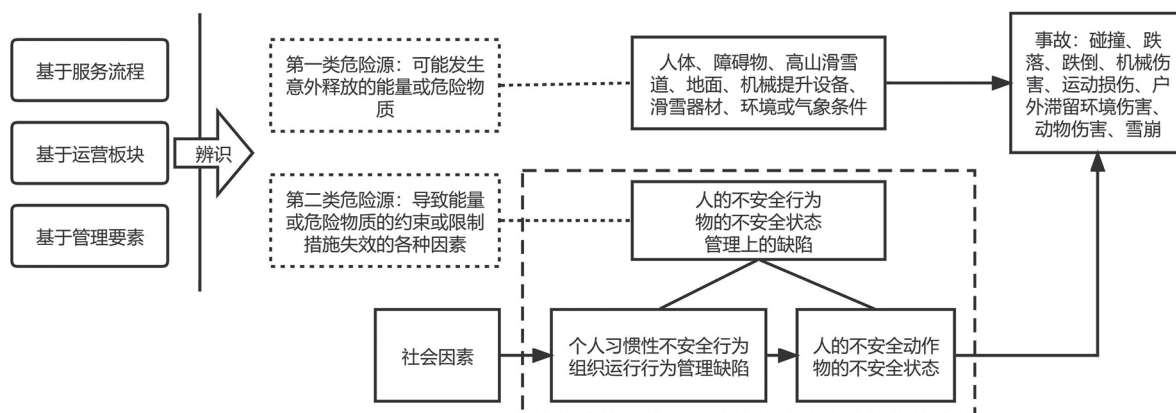 基于服务流程
基于运营板块
基于管理要素
辨识
第一类危险源：可能发生
意外释放的能量或危险物
质
第二类危险源：导致能量
或危险物质的约束或限制
措施失效的各种因素
人体、障碍物、高山滑雪
道、地面、机械提升设备、
滑雪器材、环境或气象条件
人的不安全行为
物的不安全状态
管理上的缺陷
社会因素
个人习惯性不安全行为
组织运行行为管理缺陷
人的不安全动作
物的不安全状态
事故：碰撞、跌
落、跌倒、机械伤
害、运动损伤、户
外滞留环境伤害、
动物伤害、雪崩